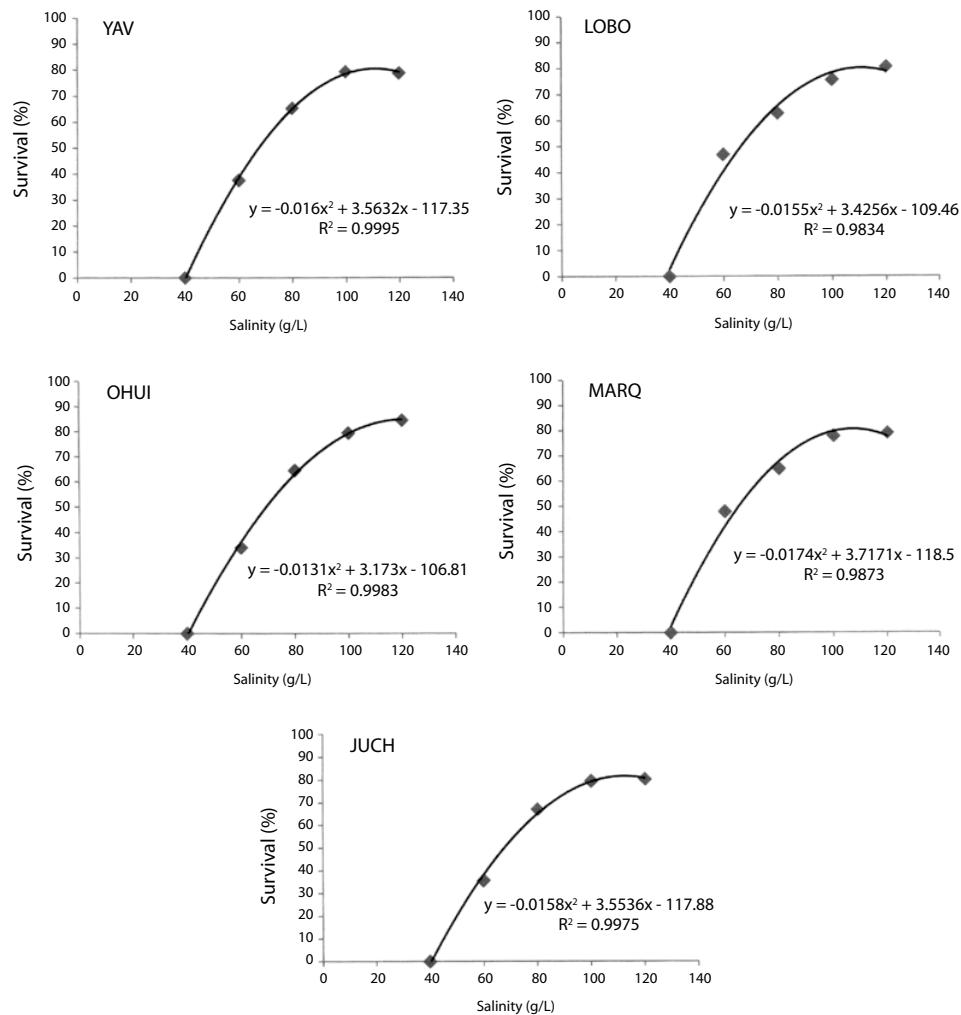 YAV
Survival (%)
100
90
80
70
60
50
40
30
20
10
0
0 20 40 60 80 100 120 140
Salinity (g/L)
y = -0.016x² + 3.5632x - 117.35
R² = 0.9995
LOBO
Survival (%)
100
90
80
70
60
50
40
30
20
10
0
0 20 40 60 80 100 120 140
Salinity (g/L)
y = -0.0155x² + 3.4256x - 109.46
R² = 0.9834
OHUI
Survival (%)
100
90
80
70
60
50
40
30
20
10
0
0 20 40 60 80 100 120 140
Salinity (g/L)
y = -0.0131x² + 3.173x - 106.81
R² = 0.9983
MARQ
Survival (%)
100
90
80
70
60
50
40
30
20
10
0
0 20 40 60 80 100 120 140
Salinity (g/L)
y = -0.0174x² + 3.7171x - 118.5
R² = 0.9873
JUCH
Survival (%)
100
90
80
70
60
50
40
30
20
10
0
0 20 40 60 80 100 120 140
Salinity (g/L)
y = -0.0158x² + 3.5536x - 117.88
R² = 0.9975